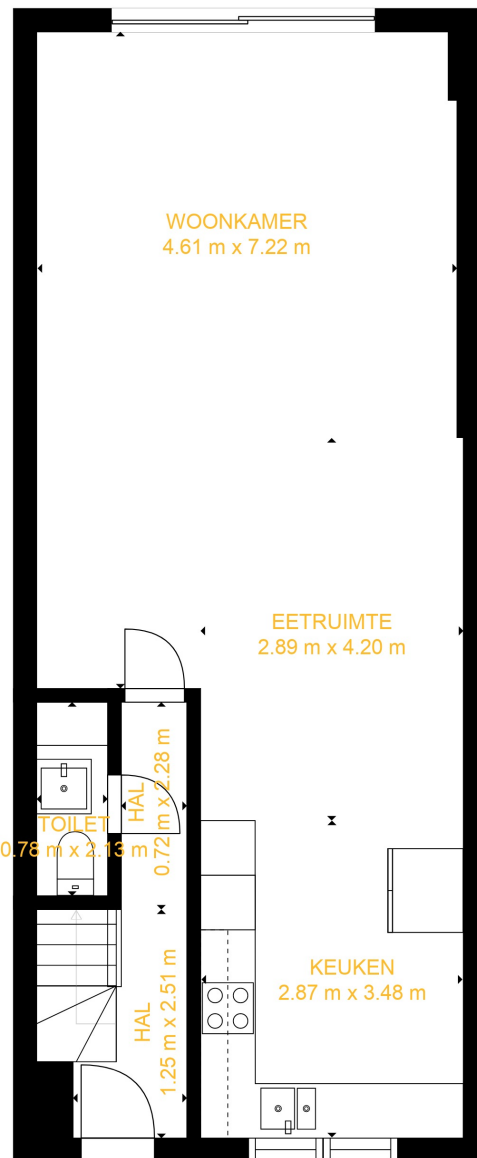 WOONKAMER
4.61 m x 7.22 m
EETRUIMTE
2.89 m x 4.20 m
HAL
0.72 m x 2.28 m
TOILET
0.78 m x 2.13 m
KEUKEN
2.87 m x 3.48 m
HAL
1.25 m x 2.51 m